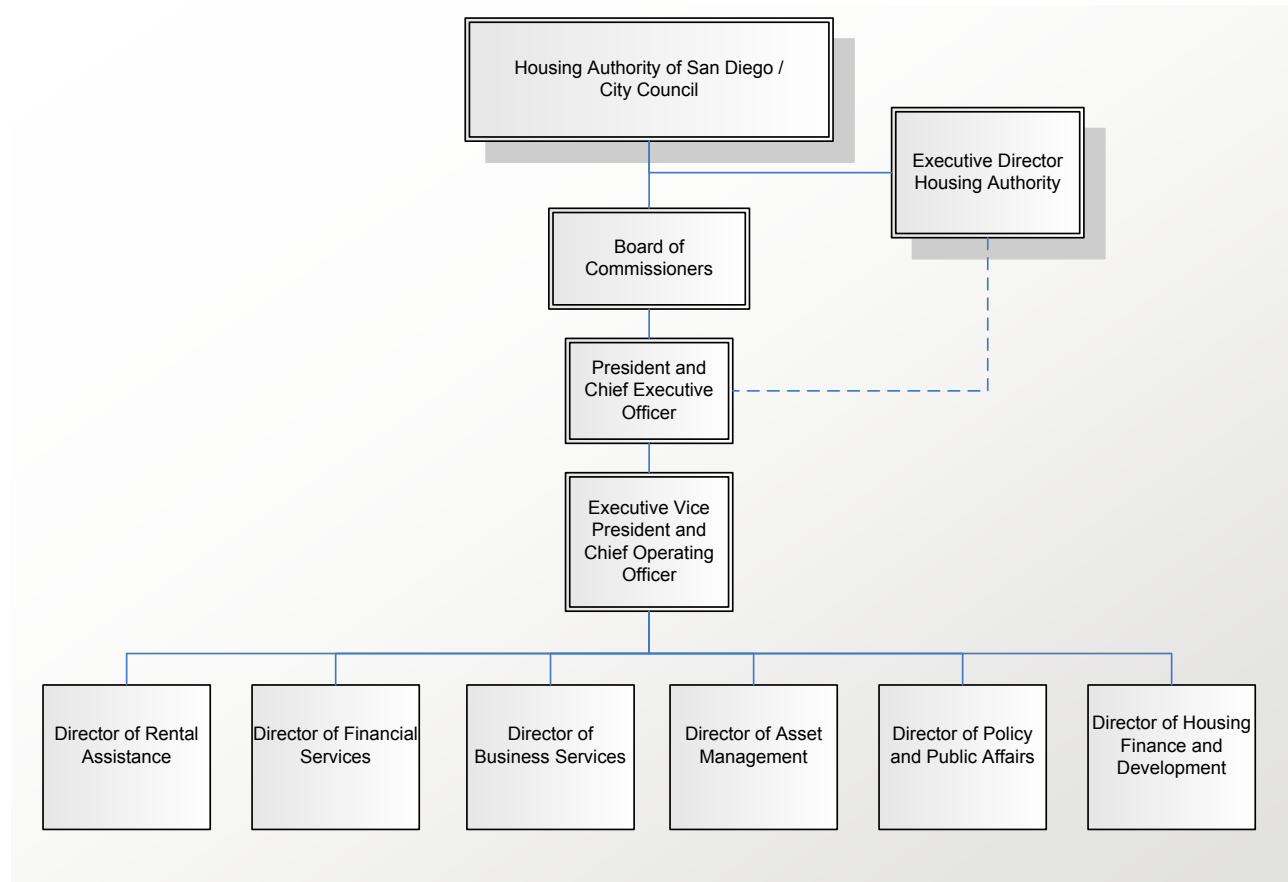 Housing Authority of San Diego /
City Council
Executive Director
Housing Authority
Board of
Commissioners
President and
Chief Executive
Officer
Executive Vice
President and
Chief Operating
Officer
Director of Rental
Assistance
Director of Financial
Services
Director of
Business Services
Director of Asset
Management
Director of Policy
and Public Affairs
Director of Housing
Finance and
Development